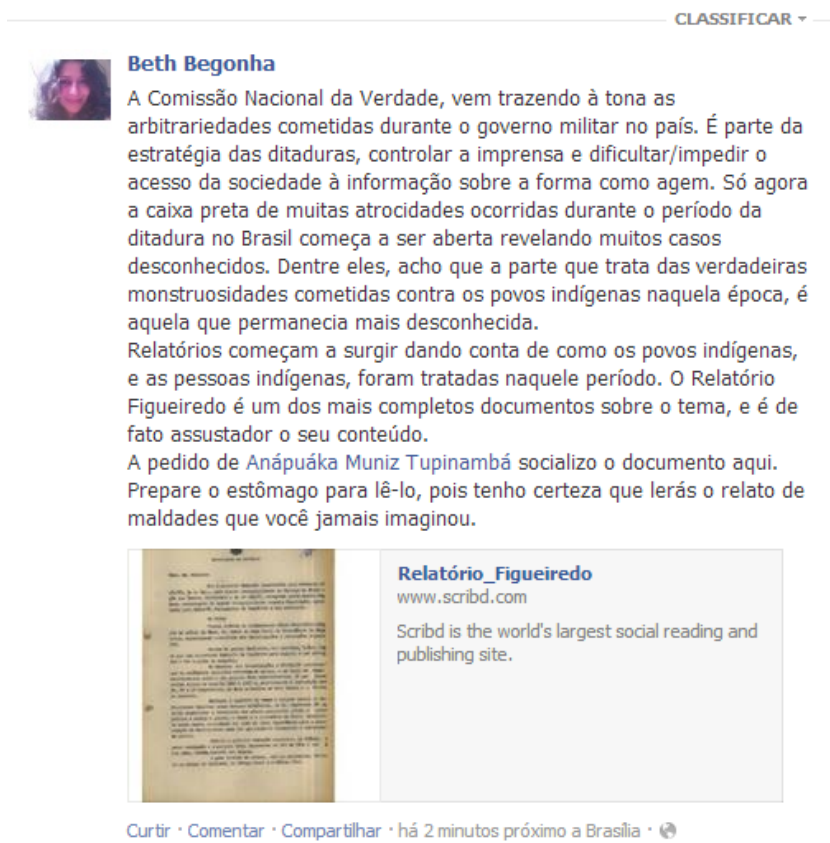 CLASSIFICAR
Beth Begonha
A Comissão Nacional da Verdade, vem trazendo à tona as
arbitrariedades cometidas durante o governo militar no país. É parte da
estratégia das ditaduras, controlar a imprensa e dificultar/impedir o
acesso da sociedade à informação sobre a forma como agem. Só agora
a caixa preta de muitas atrocidades ocorridas durante o período da
ditadura no Brasil começa a ser aberta revelando muitos casos
desconhecidos. Dentre eles, acho que a parte que trata das verdadeiras
monstruosidades cometidas contra os povos indígenas naquela época, é
aquela que permanecia mais desconhecida.
Relatórios começam a surgir dando conta de como os povos indígenas,
e as pessoas indígenas, foram tratadas naquele período. O Relatório
Figueiredo é um dos mais completos documentos sobre o tema, e é de
fato assustador o seu conteúdo.
A pedido de Anápuáka Muniz Tupinambá socializo o documento aqui.
Prepare o estômago para lê-lo, pois tenho certeza que lerás o relato de
maldades que você jamais imaginou.
Relatório_Figueiredo
www.scribd.com
Scribd is the world's largest social reading and
publishing site.
Curtir · Comentar · Compartilhar · há 2 minutos próximo a Brasília ·